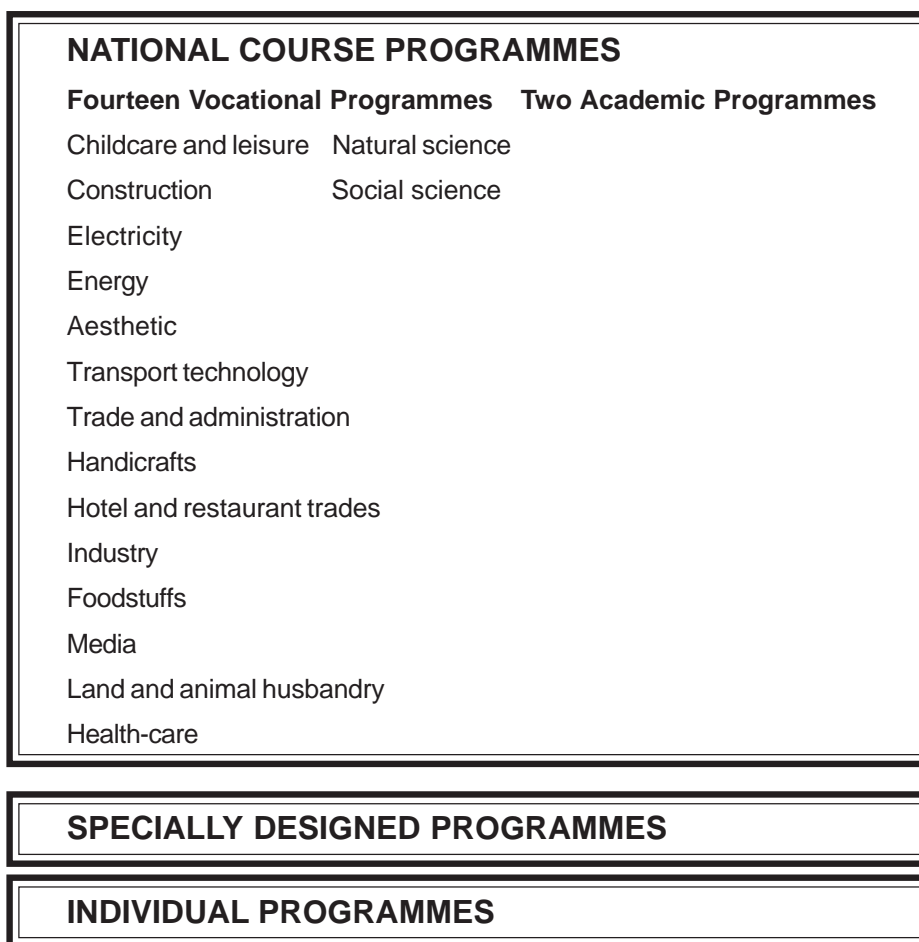 NATIONAL COURSE PROGRAMMES
Fourteen Vocational Programmes Two Academic Programmes
Childcare and leisure Natural science
Construction Social science
Electricity
Energy
Aesthetic
Transport technology
Trade and administration
Handicrafts
Hotel and restaurant trades
Industry
Foodstuffs
Media
Land and animal husbandry
Health-care
SPECIALLY DESIGNED PROGRAMMES
INDIVIDUAL PROGRAMMES